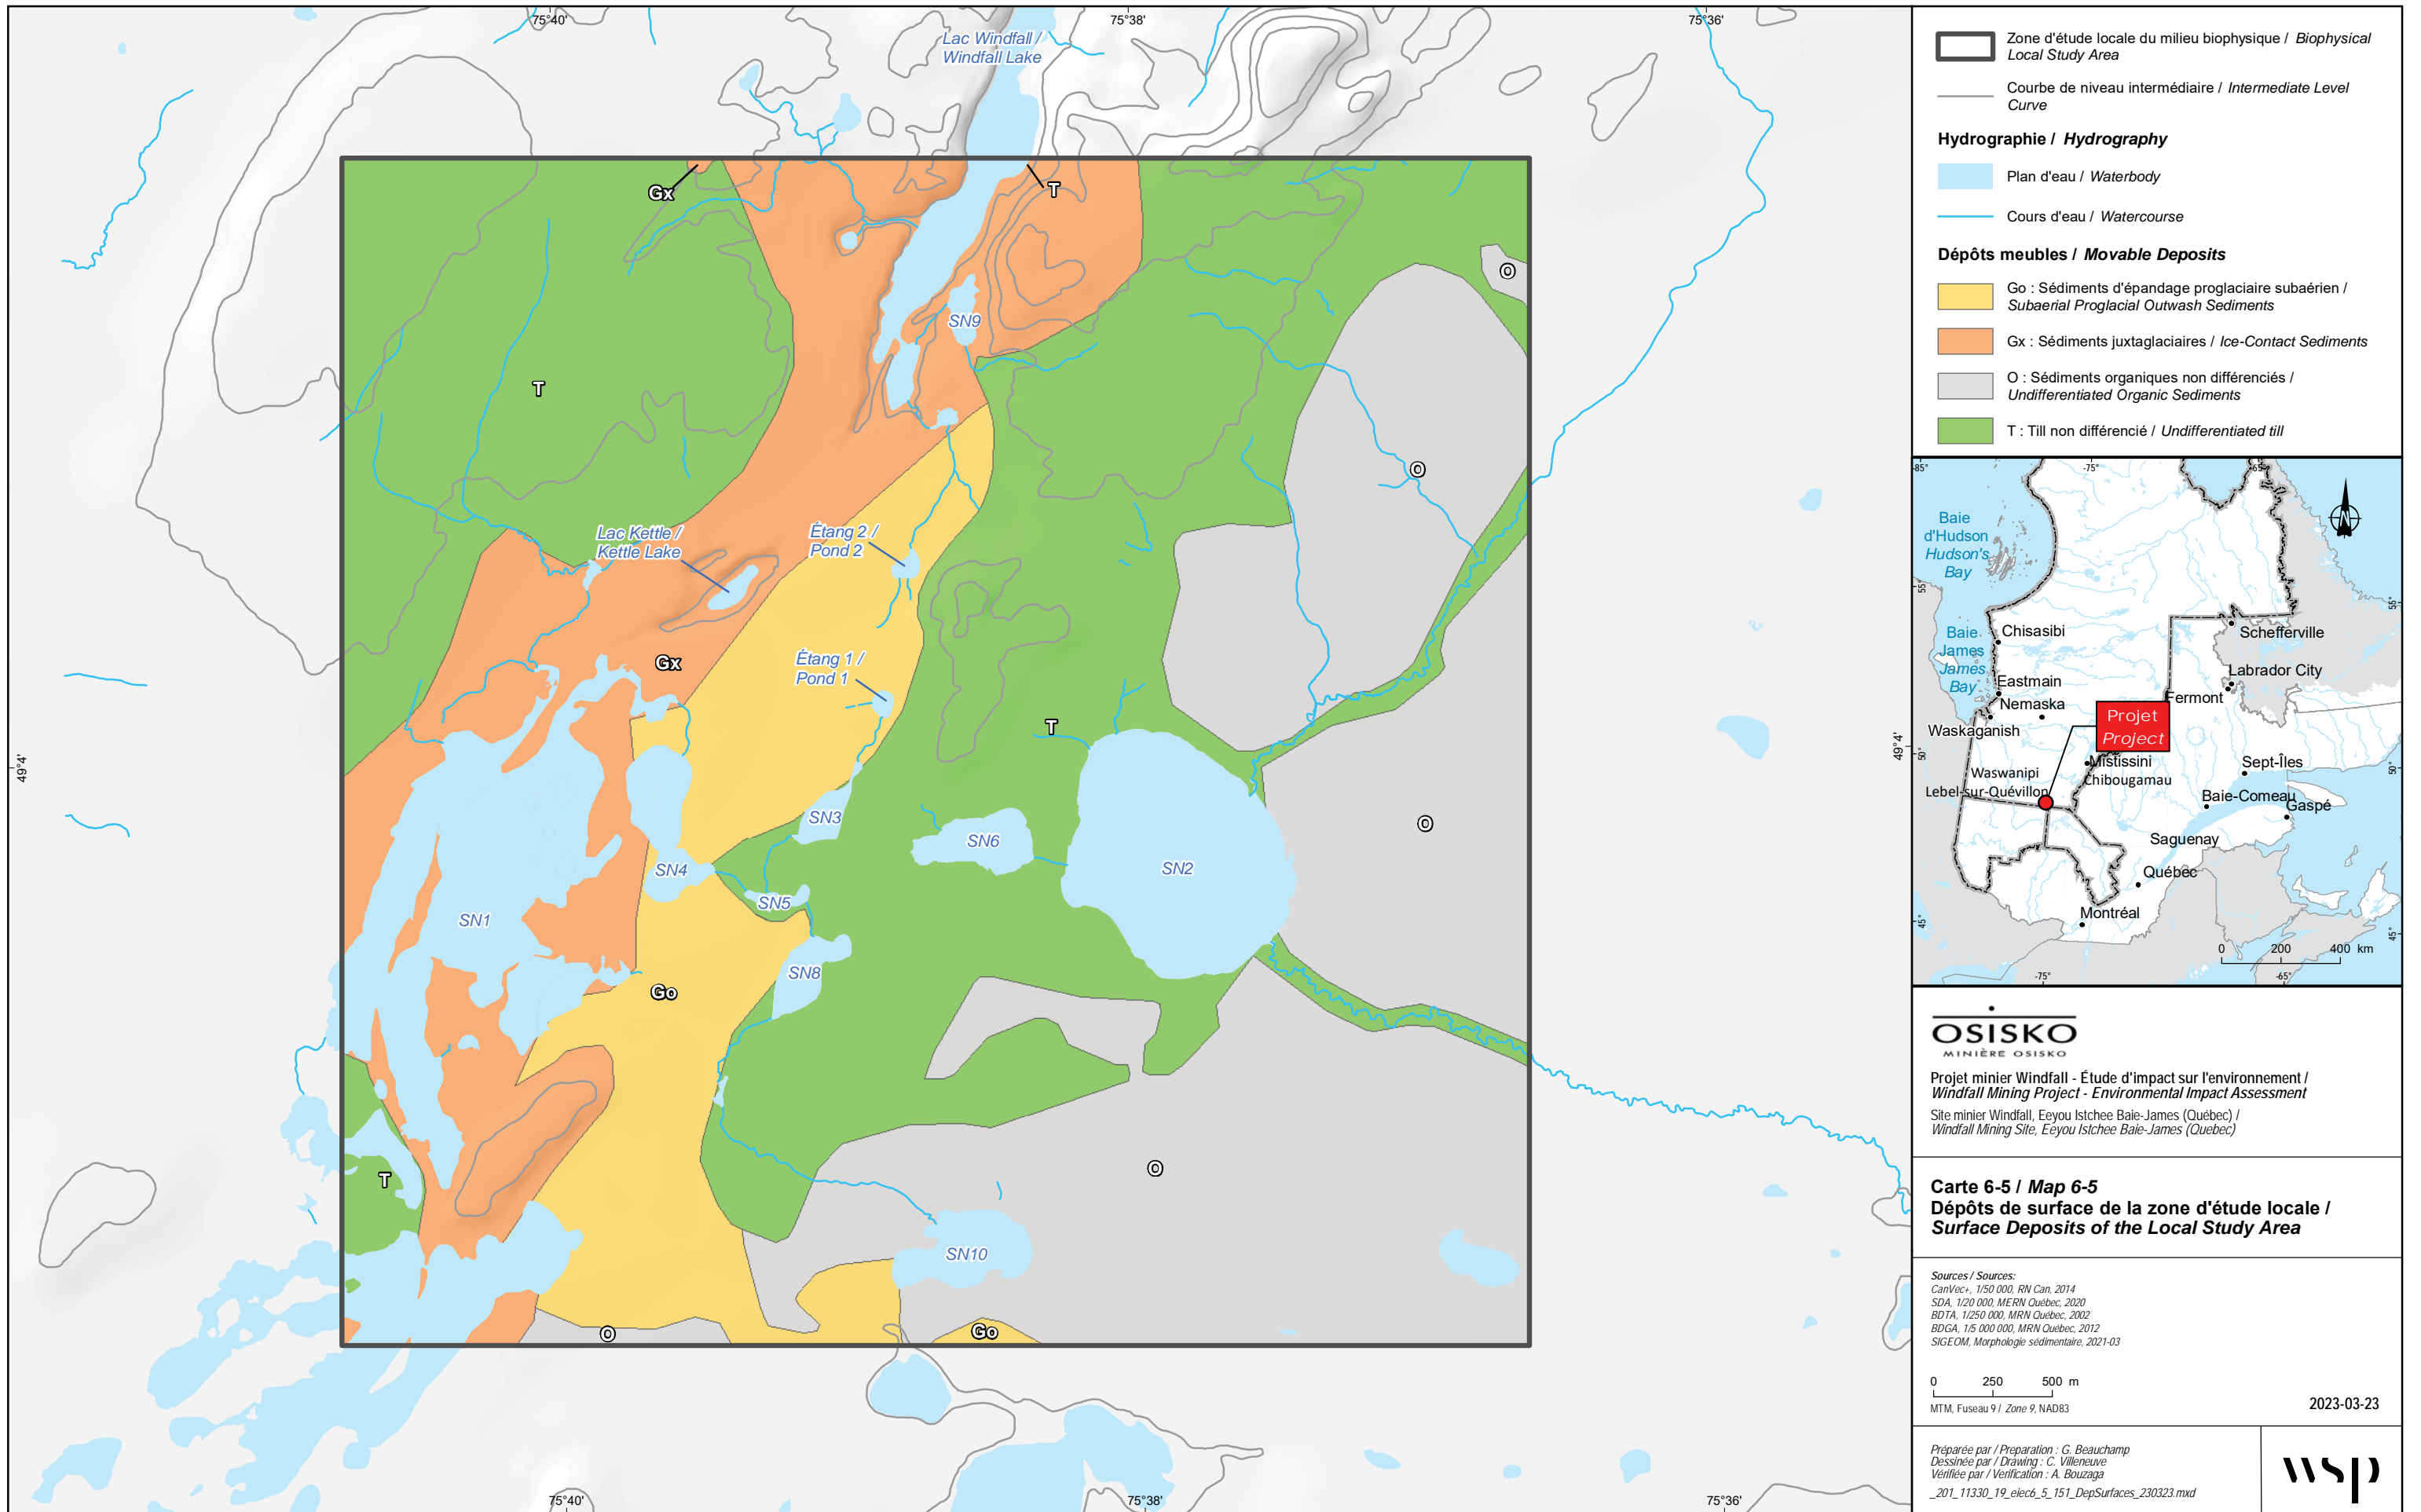 75°40'
75°38'
75°36'
Lac Windfall /
Windfall Lake
Gx
T
O
SN9
T
O
Lac Kettle /
Kettle Lake
Étang 2 /
Pond 2
Gx
Étang 1 /
Pond 1
T
49°4'
49°4'
SN3
O
SN6
SN4
SN2
SN5
SN1
SN8
Go
T
O
SN10
O
Go
75°40'
75°38'
75°36'
Zone d'étude locale du milieu biophysique / Biophysical
Local Study Area
Courbe de niveau intermédiaire / Intermediate Level
Curve
Hydrographie / Hydrography
Plan d'eau / Waterbody
Cours d'eau / Watercourse
Dépôts meubles / Movable Deposits
Go : Sédiments d'épandage proglaciaire subaérien /
Subaerial Proglacial Outwash Sediments
Gx : Sédiments juxtaglaciaires / Ice-Contact Sediments
O : Sédiments organiques non différenciés /
Undifferentiated Organic Sediments
T : Till non différencié / Undifferentiated till
-85°
-75°
-65°
Baie
d'Hudson
Hudson's
Bay
55°
55°
Baie
James
James
Bay
Chisasibi
Schefferville
Labrador City
Eastmain
Fermont
Nemaska
Projet
Project
Waskaganish
50°
50°
Mistissini
Sept-Îles
Waswanipi
Chibougamau
Lebel-sur-Quévillon
Baie-Comeau
Gaspé
Saguenay
Québec
Montréal
45°
45°
0 200 400 km
-75°
-65°
OSISKO
MINIÈRE OSISKO
Projet minier Windfall - Étude d'impact sur l'environnement /
Windfall Mining Project - Environmental Impact Assessment
Site minier Windfall, Eeyou Istchee Baie-James (Québec) /
Windfall Mining Site, Eeyou Istchee Baie-James (Quebec)
Carte 6-5 / Map 6-5
Dépôts de surface de la zone d'étude locale /
Surface Deposits of the Local Study Area
Sources / Sources:
CanVec+, 1/50 000, RN Can, 2014
SDA, 1/20 000, MERN Québec, 2020
BDTA, 1/250 000, MRN Québec, 2002
BDGA, 1/5 000 000, MRN Québec, 2012
SIGEOM, Morphologie sédimentaire, 2021-03
0 250 500 m
MTM, Fuseau 9 / Zone 9, NAD83
2023-03-23
Préparée par / Preparation : G. Beauchamp
Dessinée par / Drawing : C. Villeneuve
Vérifiée par / Verification : A. Bouzaga
_201_11330_19_eiec6_5_151_DepSurfaces_230323.mxd
wsp